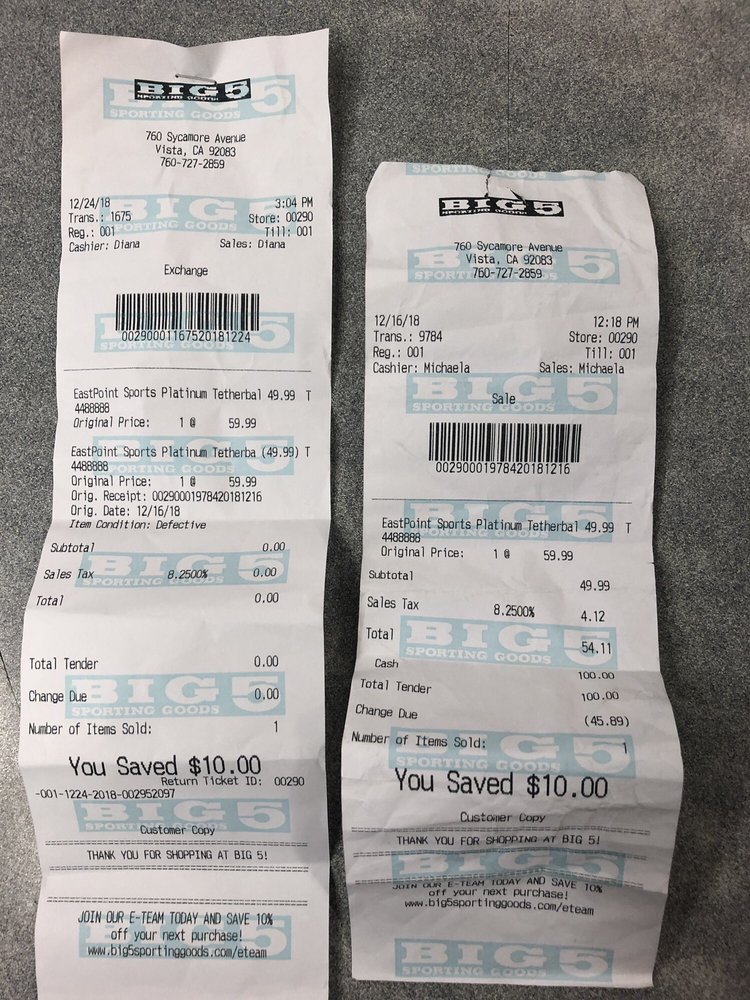 BIG 5
SPORTING GOODS
760 Sycamore Avenue
Vista, CA 92083
760-727-2859
12/24/18 3:04 PM
Trans.: 1675 Store: 00290
Reg.: 001 Till: 001
Cashier: Diana Sales: Diana
Exchange
0029000116752018​1224
EastPoint Sports Platinum Tetherbal 49.99 T
4488888
Original Price: 1 @ 59.99
EastPoint Sports Platinum Tetherba (49.99) T
4488888
Original Price: 1 @ 59.99
Orig. Receipt: 00290001978420181216
Orig. Date: 12/16/18
Item Condition: Defective
Subtotal 0.00
Sales Tax 8.2500% 0.00
Total 0.00
Total Tender 0.00
Change Due 0.00
Number of Items Sold: 1
You Saved $10.00
Return Ticket ID: 00290
-001-1224-2018-002952097
Customer Copy
THANK YOU FOR SHOPPING AT BIG 5!
JOIN OUR E-TEAM TODAY AND SAVE 10%
off your next purchase!
www.big5sportinggoods.com/eteam
BIG 5
SPORTING GOODS
760 Sycamore Avenue
Vista, CA 92083
760-727-2859
12/16/18 12:18 PM
Trans.: 9784 Store: 00290
Reg.: 001 Till: 001
Cashier: Michaela Sales: Michaela
Sale
00290001978420181216
EastPoint Sports Platinum Tetherbal 49.99 T
4488888
Original Price: 1 @ 59.99
Subtotal 49.99
Sales Tax 8.2500% 4.12
Total 54.11
Cash 100.00
Total Tender 100.00
Change Due (45.89)
Number of Items Sold: 1
You Saved $10.00
Customer Copy
THANK YOU FOR SHOPPING AT BIG 5!
JOIN OUR E-TEAM TODAY AND SAVE 10%
off your next purchase!
www.big5sportinggoods.com/eteam
BIG 5
SPORTING GOODS